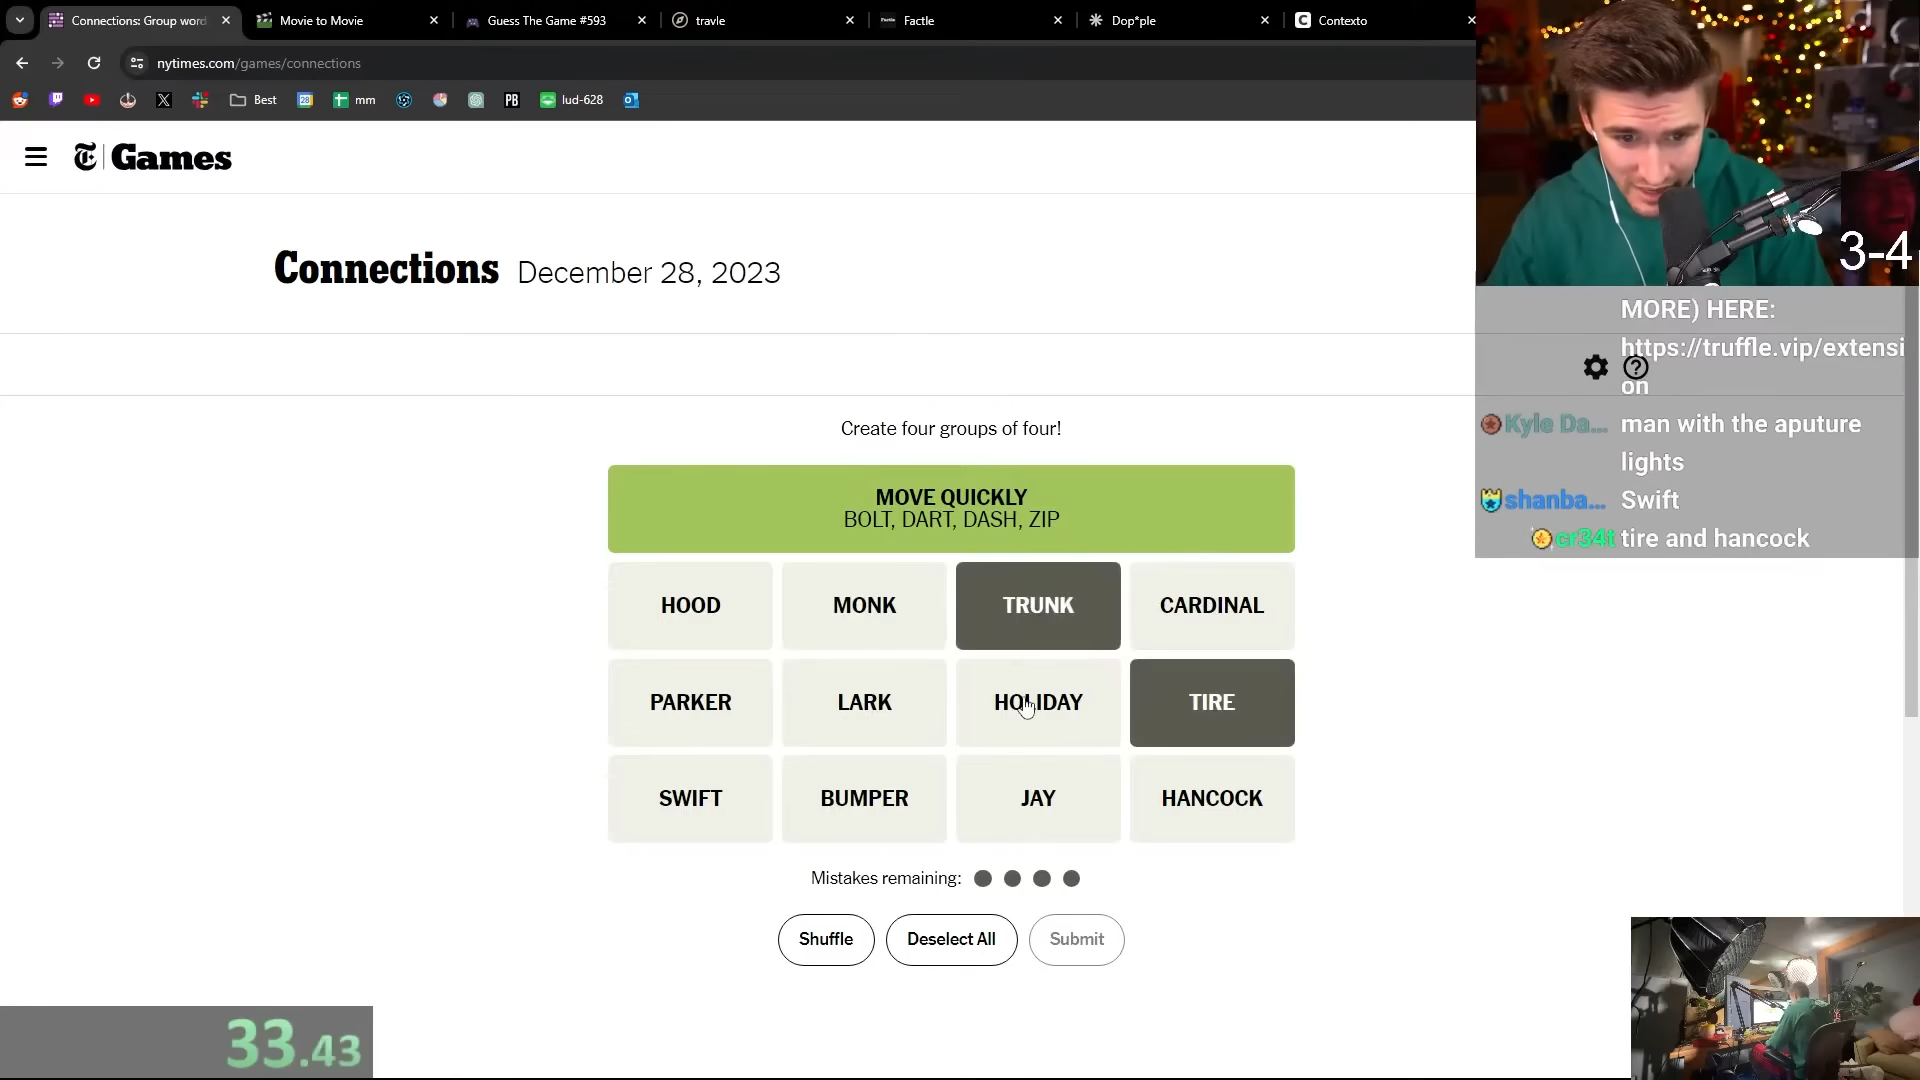 Connections: Group word
Movie to Movie
Guess The Game #593
travle
Factle
Factle
Dop*ple
C
Contexto
nytimes.com/games/connections
Best
28
mm
PB
lud-628
T
Games
Connections December 28, 2023
3-4
MORE) HERE:
https://truffle.vip/extensi
on
Kyle Da... man with the aputure
lights
shanba... Swift
cr34t tire and hancock
Create four groups of four!
MOVE QUICKLY
BOLT, DART, DASH, ZIP
HOOD
MONK
TRUNK
CARDINAL
PARKER
LARK
HOLIDAY
TIRE
SWIFT
BUMPER
JAY
HANCOCK
Mistakes remaining:
Shuffle
Deselect All
Submit
33.43